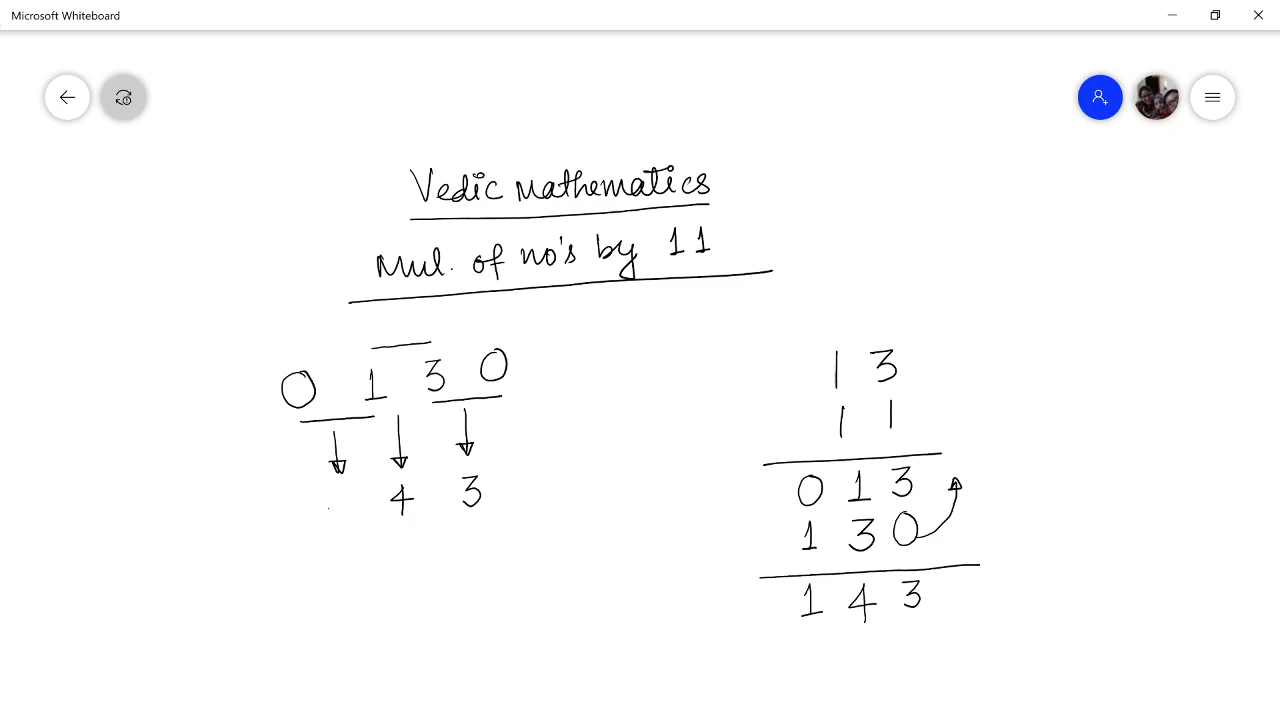 Microsoft Whiteboard
Vedic Mathematics
Mul. of no's by 11
0 1 3 0
4 3
1 3
1 1
0 1 3
1 3 0
1 4 3